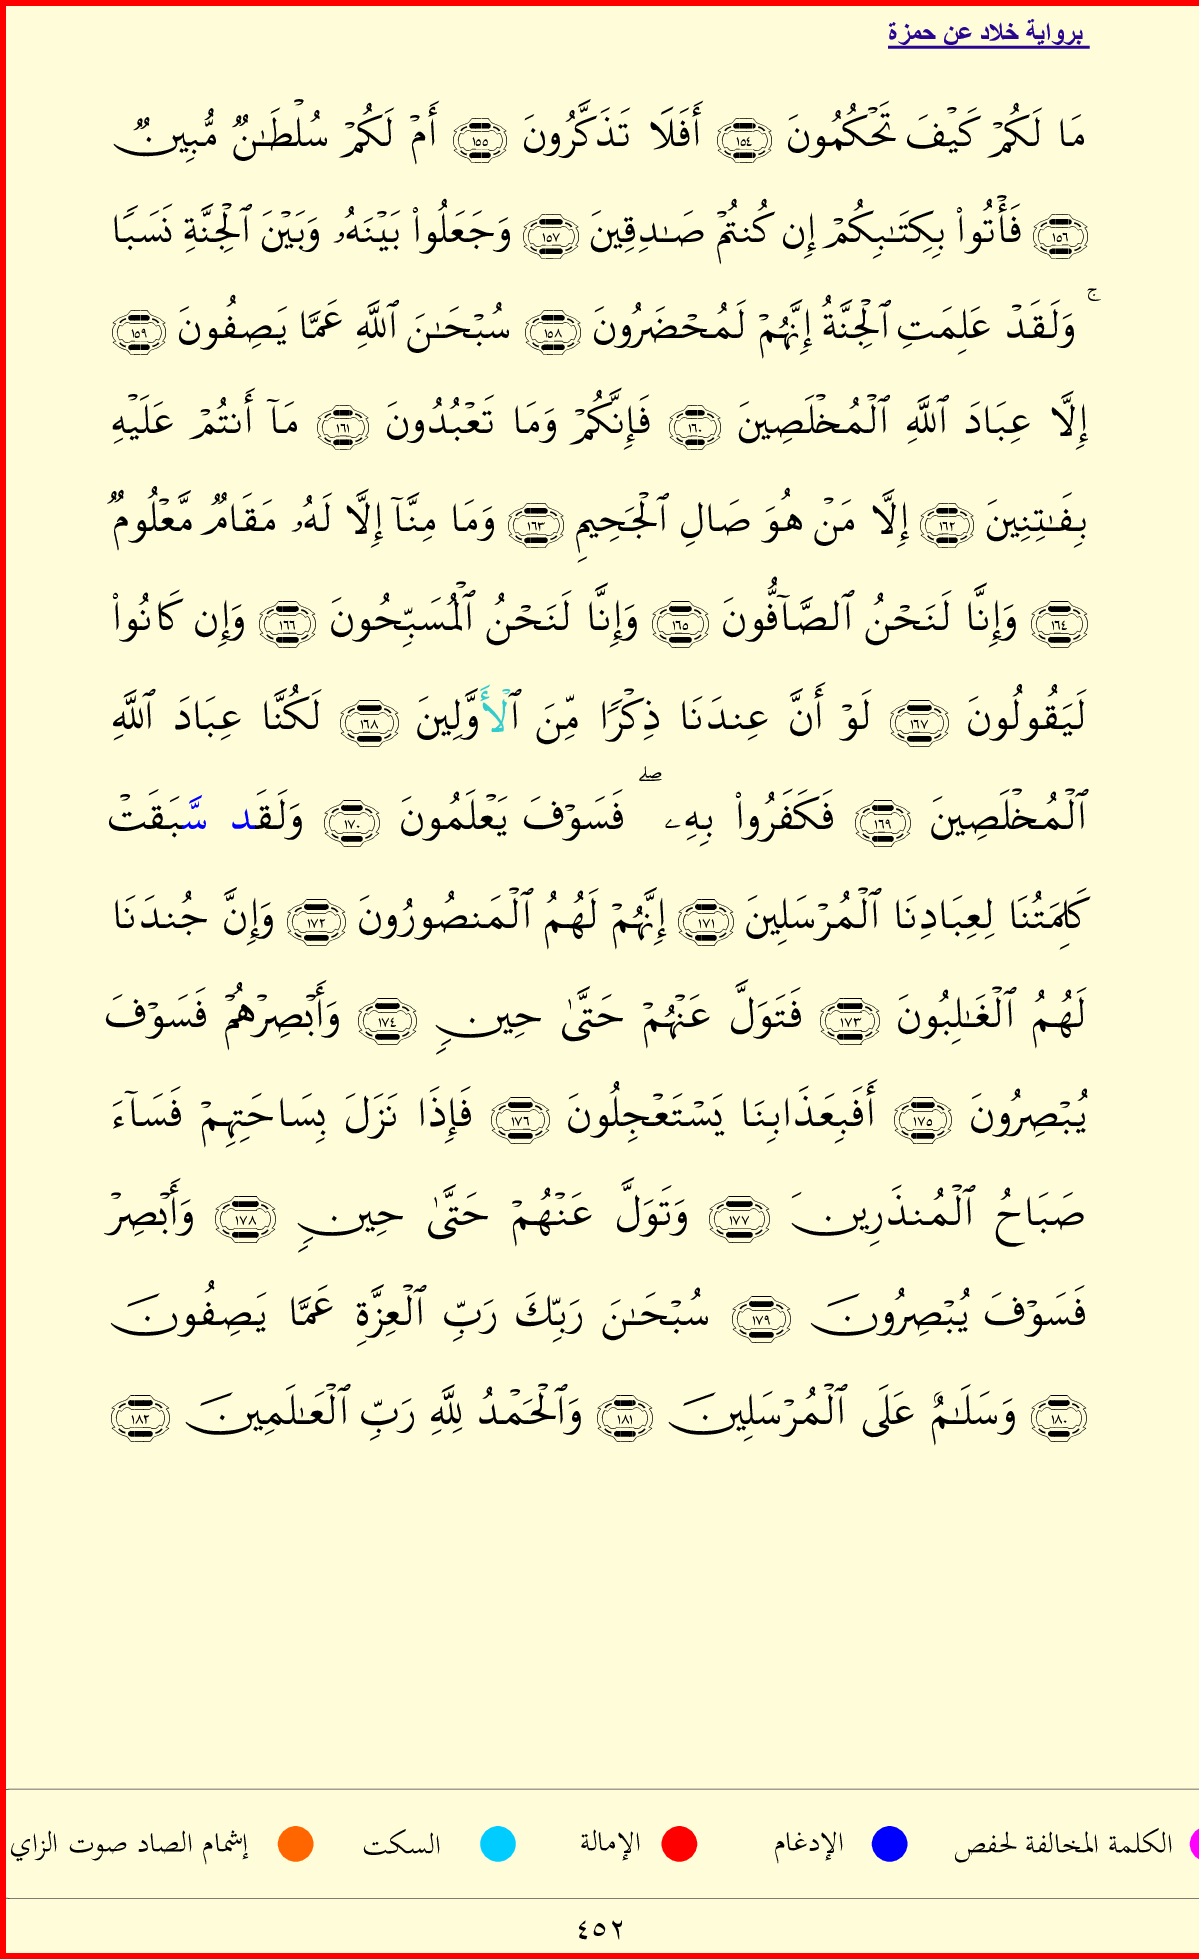 برواية خلاد عن حمزة
مَا لَكُمۡ كَيۡفَ تَحۡكُمُونَ ١٥٤ أَفَلَا تَذَكَّرُونَ ١٥٥ أَمۡ لَكُمۡ سُلۡطَٰنٞ مُّبِينٞ
١٥٦ فَأۡتُواْ بِكِتَٰبِكُمۡ إِن كُنتُمۡ صَٰدِقِينَ ١٥٧ وَجَعَلُواْ بَيۡنَهُۥ وَبَيۡنَ ٱلۡجِنَّةِ نَسَبٗا
ۚ وَلَقَدۡ عَلِمَتِ ٱلۡجِنَّةُ إِنَّهُمۡ لَمُحۡضَرُونَ ١٥٨ سُبۡحَٰنَ ٱللَّهِ عَمَّا يَصِفُونَ ١٥٩
إِلَّا عِبَادَ ٱللَّهِ ٱلۡمُخۡلَصِينَ ١٦٠ فَإِنَّكُمۡ وَمَا تَعۡبُدُونَ ١٦١ مَآ أَنتُمۡ عَلَيۡهِ
بِفَٰتِنِينَ ١٦٢ إِلَّا مَنۡ هُوَ صَالِ ٱلۡجَحِيمِ ١٦٣ وَمَا مِنَّآ إِلَّا لَهُۥ مَقَامٞ مَّعۡلُومٞ
١٦٤ وَإِنَّا لَنَحۡنُ ٱلصَّآفُّونَ ١٦٥ وَإِنَّا لَنَحۡنُ ٱلۡمُسَبِّحُونَ ١٦٦ وَإِن كَانُواْ
لَيَقُولُونَ ١٦٧ لَوۡ أَنَّ عِندَنَا ذِكۡرٗا مِّنَ ٱلۡأَوَّلِينَ ١٦٨ لَكُنَّا عِبَادَ ٱللَّهِ
ٱلۡمُخۡلَصِينَ ١٦٩ فَكَفَرُواْ بِهِۦۖ فَسَوۡفَ يَعۡلَمُونَ ١٧٠ وَلَقَد سَّبَقَتۡ
كَلِمَتُنَا لِعِبَادِنَا ٱلۡمُرۡسَلِينَ ١٧١ إِنَّهُمۡ لَهُمُ ٱلۡمَنصُورُونَ ١٧٢ وَإِنَّ جُندَنَا
لَهُمُ ٱلۡغَٰلِبُونَ ١٧٣ فَتَوَلَّ عَنۡهُمۡ حَتَّىٰ حِينٖ ١٧٤ وَأَبۡصِرۡهُمۡ فَسَوۡفَ
يُبۡصِرُونَ ١٧٥ أَفَبِعَذَابِنَا يَسۡتَعۡجِلُونَ ١٧٦ فَإِذَا نَزَلَ بِسَاحَتِهِمۡ فَسَآءَ
صَبَاحُ ٱلۡمُنذَرِينَ ١٧٧ وَتَوَلَّ عَنۡهُمۡ حَتَّىٰ حِينٖ ١٧٨ وَأَبۡصِرۡ
فَسَوۡفَ يُبۡصِرُونَ ١٧٩ سُبۡحَٰنَ رَبِّكَ رَبِّ ٱلۡعِزَّةِ عَمَّا يَصِفُونَ
١٨٠ وَسَلَٰمٌ عَلَى ٱلۡمُرۡسَلِينَ ١٨١ وَٱلۡحَمۡدُ لِلَّهِ رَبِّ ٱلۡعَٰلَمِينَ ١٨٢
الكلمة المخالفة لحفص الإدغام الإمالة السكت إشمام الصاد صوت الزاي
٤٥٢